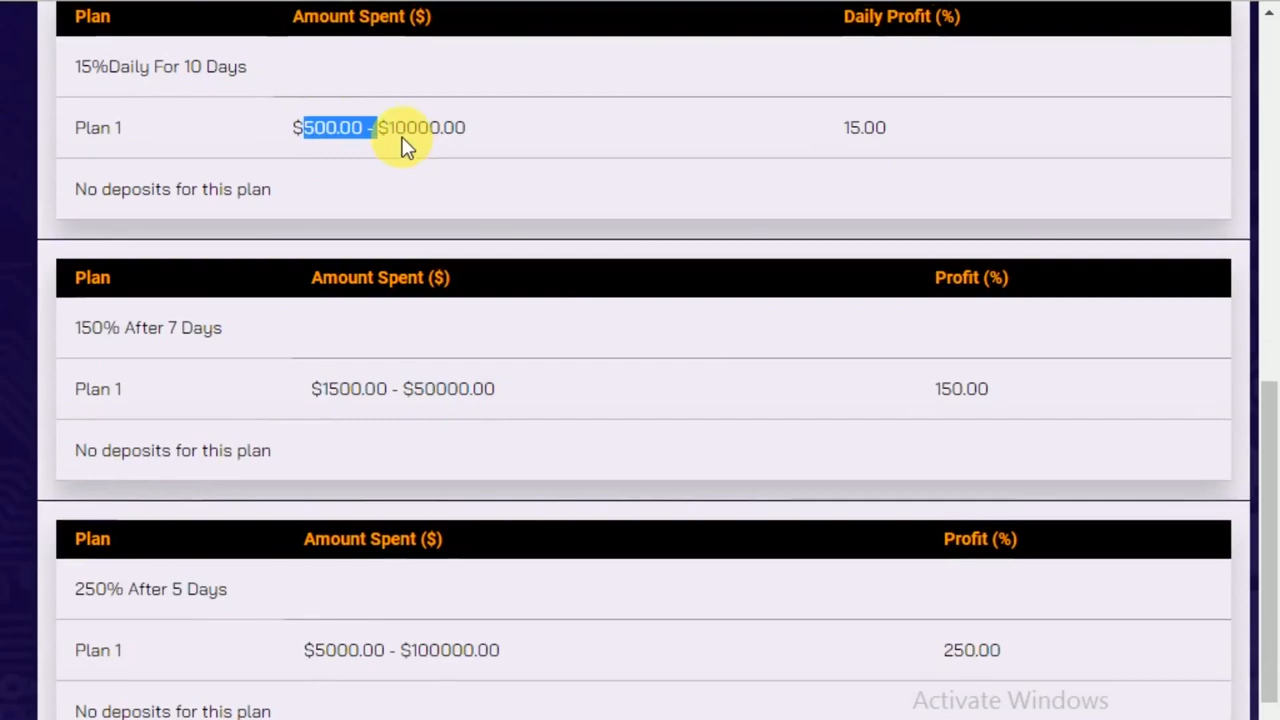 Plan Amount Spent ($) Daily Profit (%)
15%Daily For 10 Days
Plan 1 $500.00 - $10000.00 15.00
No deposits for this plan
Plan Amount Spent ($) Profit (%)
150% After 7 Days
Plan 1 $1500.00 - $50000.00 150.00
No deposits for this plan
Plan Amount Spent ($) Profit (%)
250% After 5 Days
Plan 1 $5000.00 - $100000.00 250.00
Activate Windows
No deposits for this plan